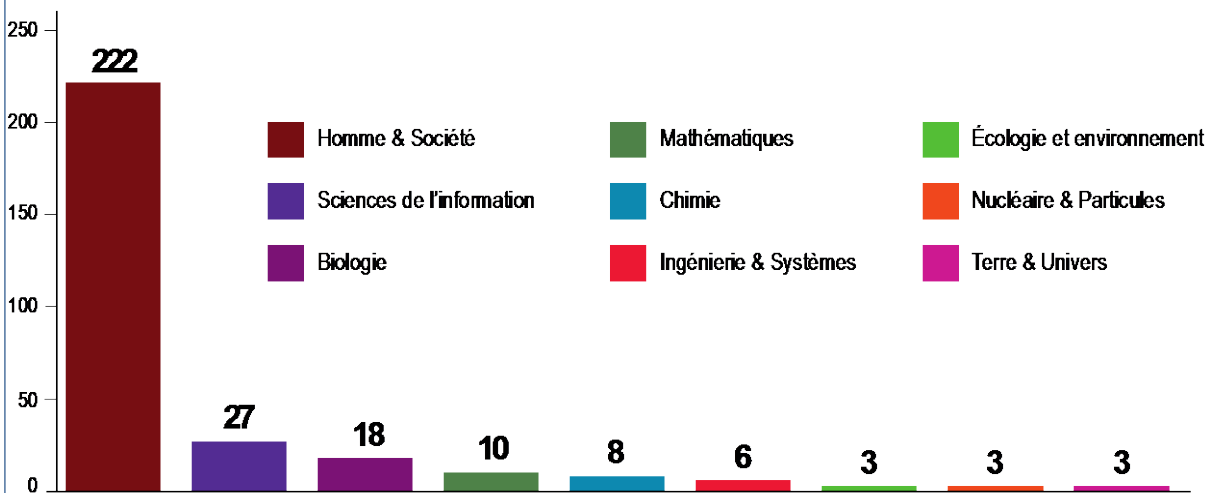 250
222
200
Homme & Société
Mathématiques
Écologie et environnement
Sciences de l'information
Chimie
Nucléaire & Particules
150
Biologie
Ingénierie & Systèmes
Terre & Univers
100
50
27
18
10
8
6
3
3
3
0